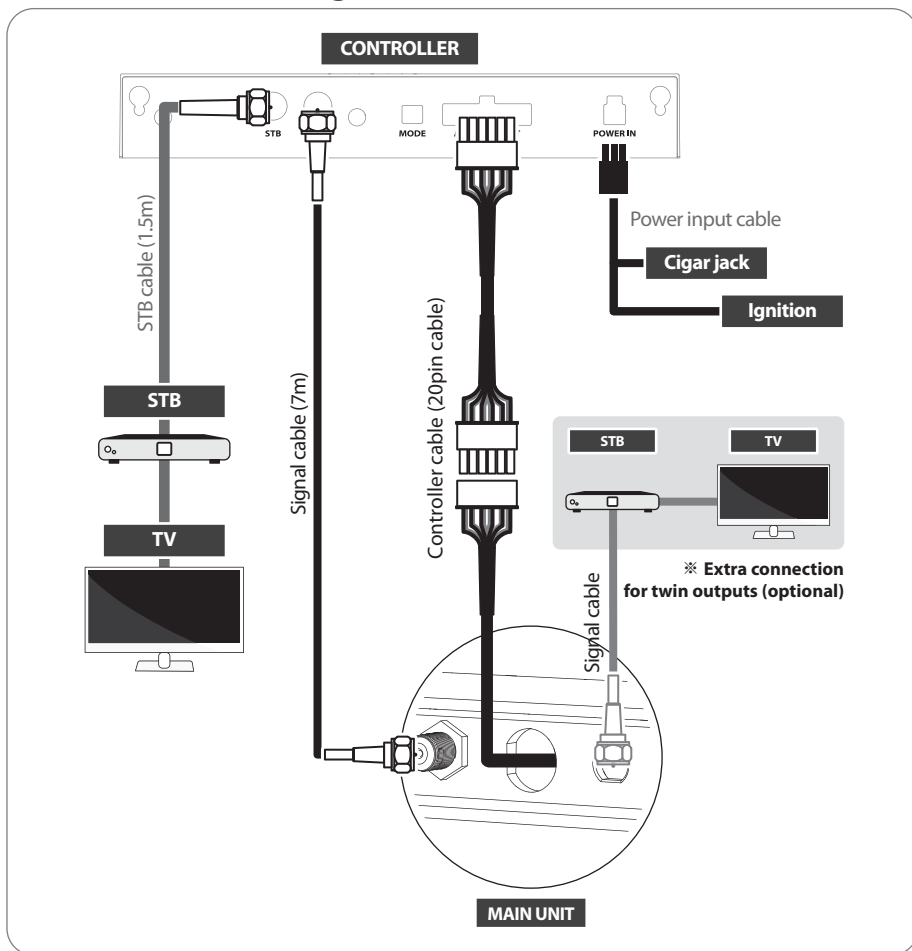 CONTROLLER
STB
MODE
POWER IN
STB cable (1.5m)
Signal cable (7m)
Controller cable (20pin cable)
Power input cable
Cigar jack
Ignition
STB
TV
STB
TV
※ Extra connection
for twin outputs (optional)
Signal cable
MAIN UNIT